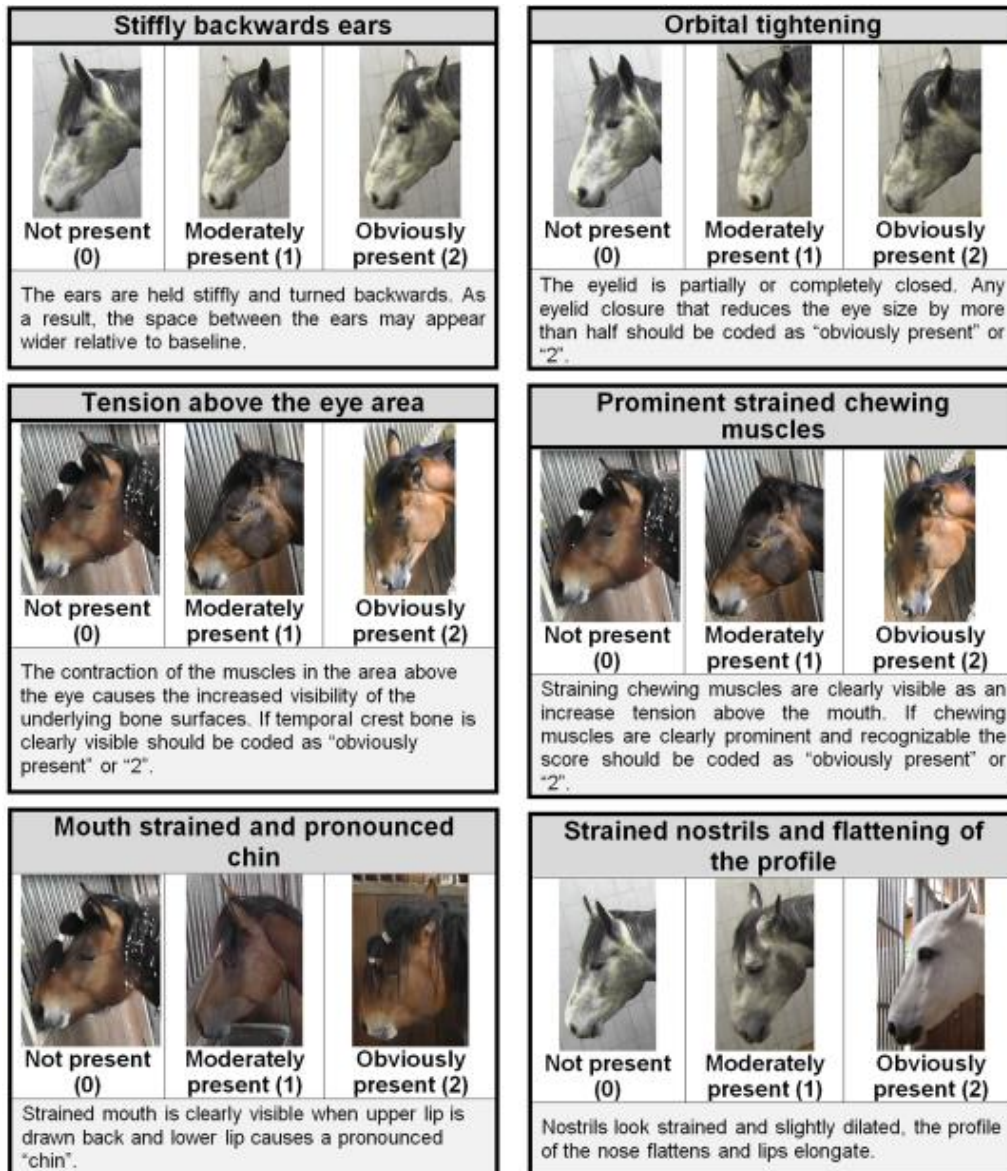 Stiffly backwards ears
Not present
(0)
Moderately
present (1)
Obviously
present (2)
The ears are held stiffly and turned backwards. As
a result, the space between the ears may appear
wider relative to baseline.
Orbital tightening
Not present
(0)
Moderately
present (1)
Obviously
present (2)
The eyelid is partially or completely closed. Any
eyelid closure that reduces the eye size by more
than half should be coded as “obviously present” or
“2”.
Tension above the eye area
Not present
(0)
Moderately
present (1)
Obviously
present (2)
The contraction of the muscles in the area above
the eye causes the increased visibility of the
underlying bone surfaces. If temporal crest bone is
clearly visible should be coded as “obviously
present” or “2”.
Prominent strained chewing
muscles
Not present
(0)
Moderately
present (1)
Obviously
present (2)
Straining chewing muscles are clearly visible as an
increase tension above the mouth. If chewing
muscles are clearly prominent and recognizable the
score should be coded as “obviously present” or
“2”.
Mouth strained and pronounced
chin
Not present
(0)
Moderately
present (1)
Obviously
present (2)
Strained mouth is clearly visible when upper lip is
drawn back and lower lip causes a pronounced
“chin”.
Strained nostrils and flattening of
the profile
Not present
(0)
Moderately
present (1)
Obviously
present (2)
Nostrils look strained and slightly dilated, the profile
of the nose flattens and lips elongate.